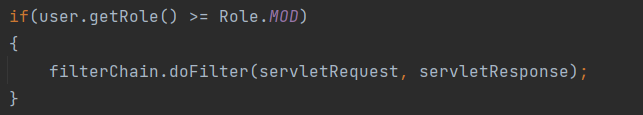 if(user.getRole() >= Role.MOD)
{
    filterChain.doFilter(servletRequest, servletResponse);
}